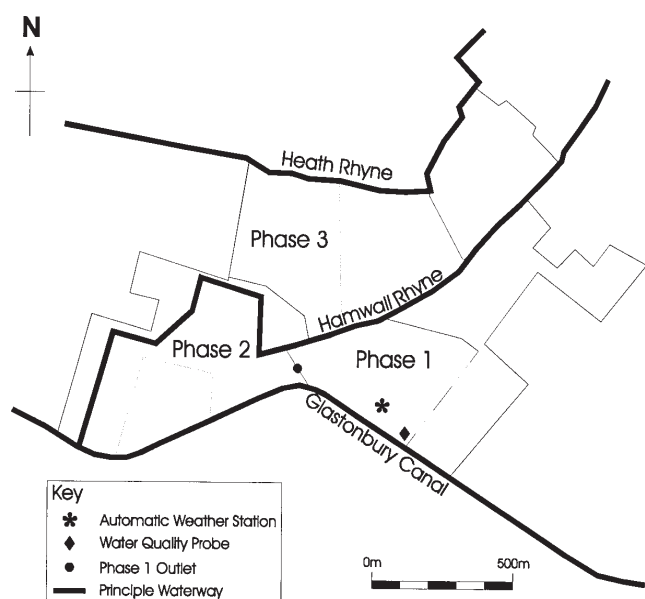 N
Heath Rhyne
Phase 3
Hamwall Rhyne
Phase 2
Phase 1
Glastonbury Canal
Key
Automatic Weather Station
Water Quality Probe
Phase 1 Outlet
Principle Waterway
0m
500m